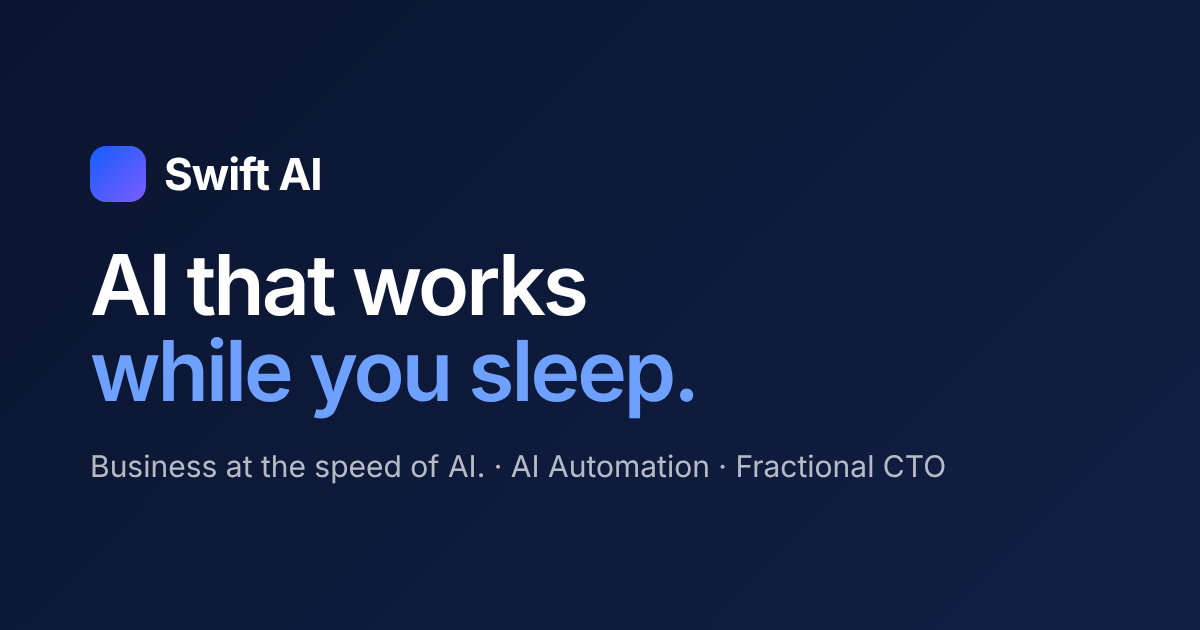 Swift AI
AI that works
while you sleep.
Business at the speed of AI. · AI Automation · Fractional CTO